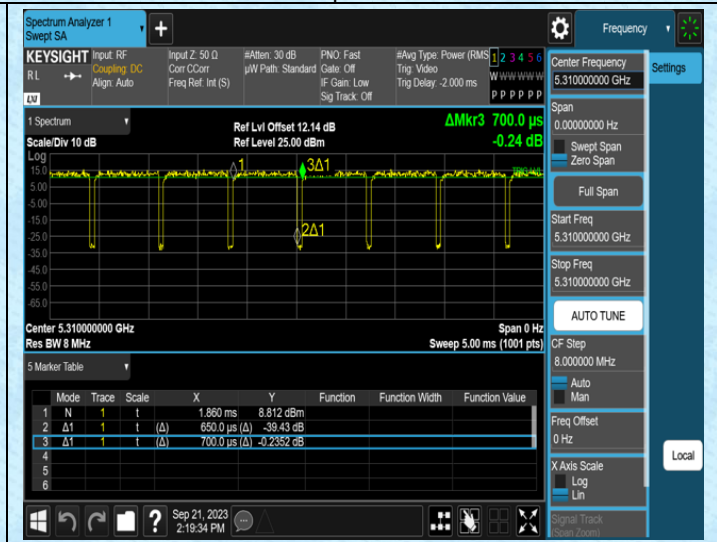 Spectrum Analyzer 1
Swept SA
Frequency
KEYSIGHT Input: RF
RL
Coupling: DC
Align: Auto
LXI
Input Z: 50 Ω
Corr CCorr
Freq Ref: Int (S)
#Atten: 30 dB
µW Path: Standard
PNO: Fast
Gate: Off
IF Gain: Low
Sig Track: Off
#Avg Type: Power (RMS
Trig: Video
Trig Delay: -2.000 ms
1 2 3 4 5 6
W W W W W W
P P P P P P
Center Frequency
5.310000000 GHz
Settings
1 Spectrum
Scale/Div 10 dB
Ref Lvl Offset 12.14 dB
Ref Level 25.00 dBm
ΔMkr3 700.0 µs
-0.24 dB
Log
15.0
5.00
-5.00
-15.0
-25.0
-35.0
-45.0
-55.0
-65.0
1
3Δ1
2Δ1
Center 5.310000000 GHz
Res BW 8 MHz
Span 0 Hz
Sweep 5.00 ms (1001 pts)
Span
0.00000000 Hz
Swept Span
Zero Span
Full Span
Start Freq
5.310000000 GHz
Stop Freq
5.310000000 GHz
AUTO TUNE
CF Step
8.000000 MHz
Auto
Man
Freq Offset
0 Hz
X Axis Scale
Log
Lin
Signal Track
(Span Zoom)
Local
5 Marker Table
Mode Trace Scale X Y Function Function Width Function Value
1 N 1 t 1.860 ms 8.812 dBm
2 Δ1 1 t (Δ) 650.0 µs (Δ) -39.43 dB
3 Δ1 1 t (Δ) 700.0 µs (Δ) -0.2352 dB
4
5
6
Sep 21, 2023
2:19:34 PM